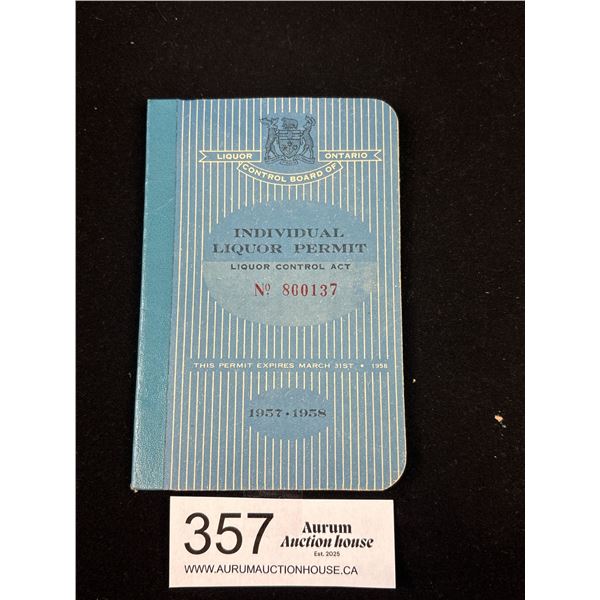 LIQUOR CONTROL BOARD OF ONTARIO
INDIVIDUAL
LIQUOR PERMIT
LIQUOR CONTROL ACT
Nº 800137
THIS PERMIT EXPIRES MARCH 31ST • 1958
1957 • 1958
357
Aurum
Auction house
Est. 2025
WWW.AURUMAUCTIONHOUSE.CA